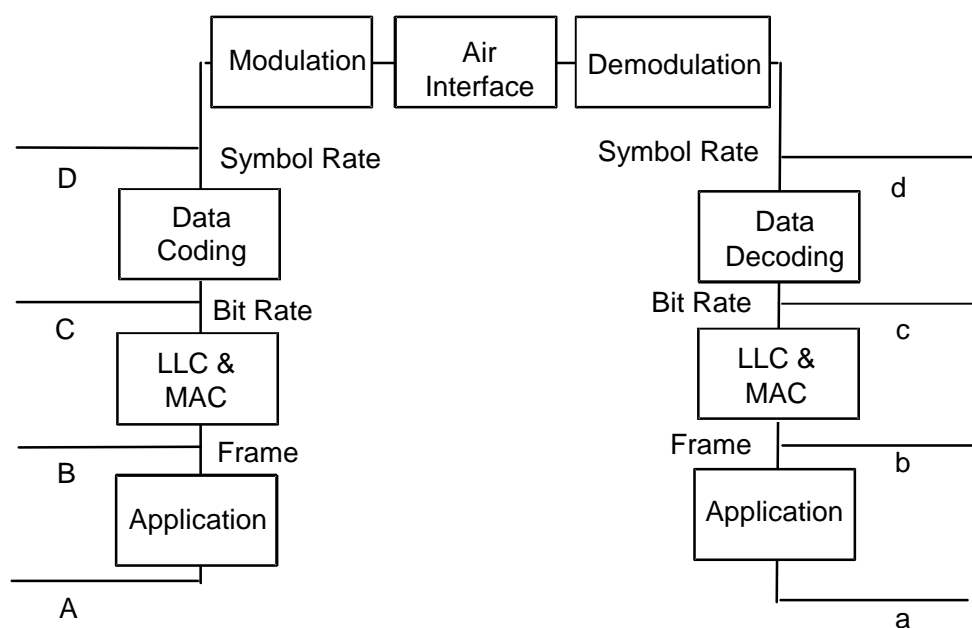 Modulation
Air
Interface
Demodulation
Symbol Rate
Symbol Rate
D
d
Data
Coding
Data
Decoding
Bit Rate
Bit Rate
C
c
LLC &
MAC
LLC &
MAC
Frame
Frame
B
b
Application
Application
A
a